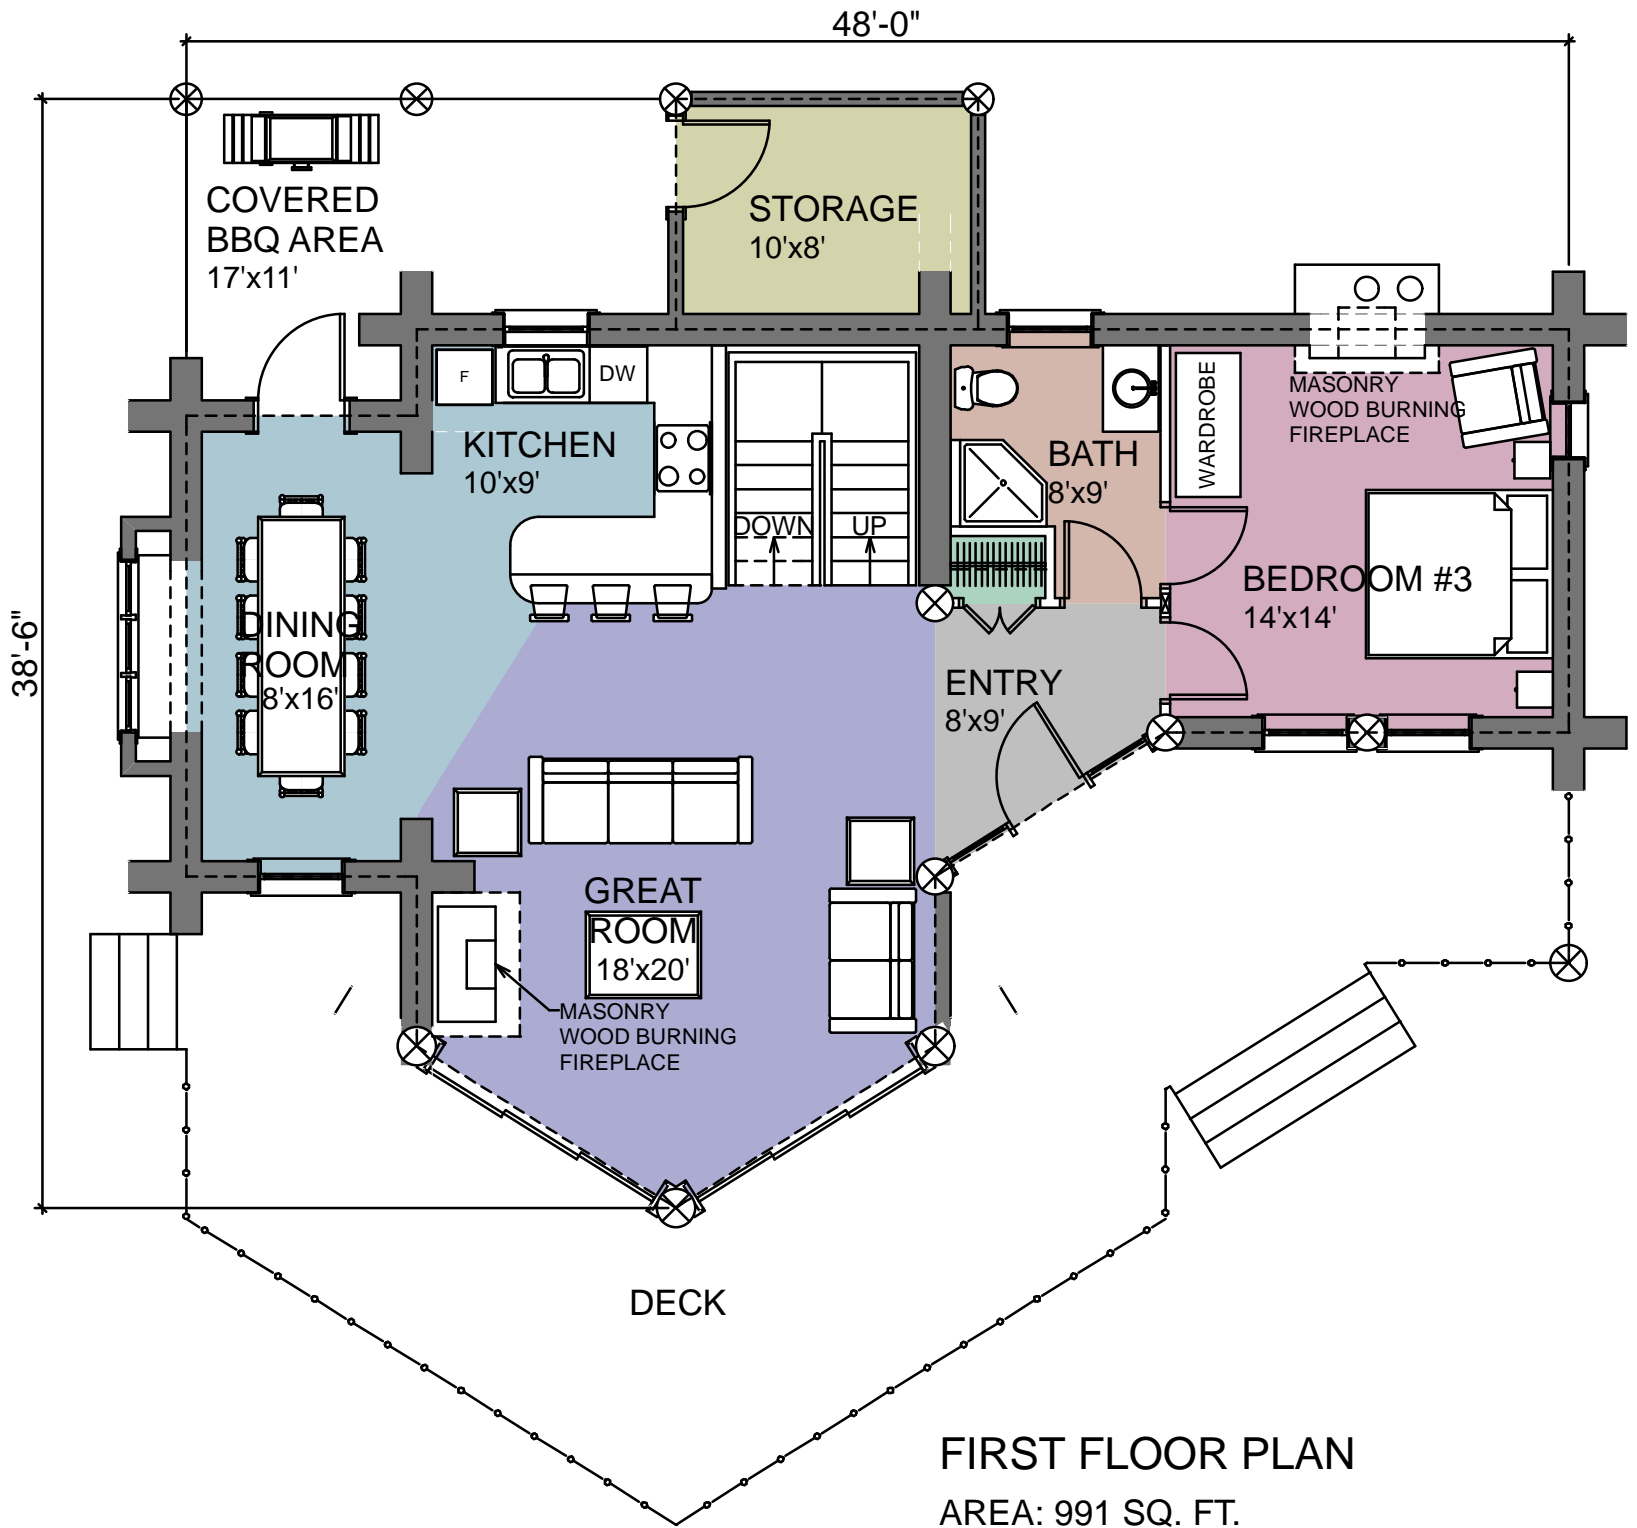 48'-0"
COVERED
BBQ AREA
17'x11'
STORAGE
10'x8'
F
DW
KITCHEN
10'x9'
DOWN
UP
BATH
8'x9'
WARDROBE
MASONRY
WOOD BURNING
FIREPLACE
BEDROOM #3
14'x14'
38'-6"
DINING
ROOM
8'x16'
ENTRY
8'x9'
GREAT
ROOM
18'x20'
MASONRY
WOOD BURNING
FIREPLACE
DECK
FIRST FLOOR PLAN
AREA: 991 SQ. FT.